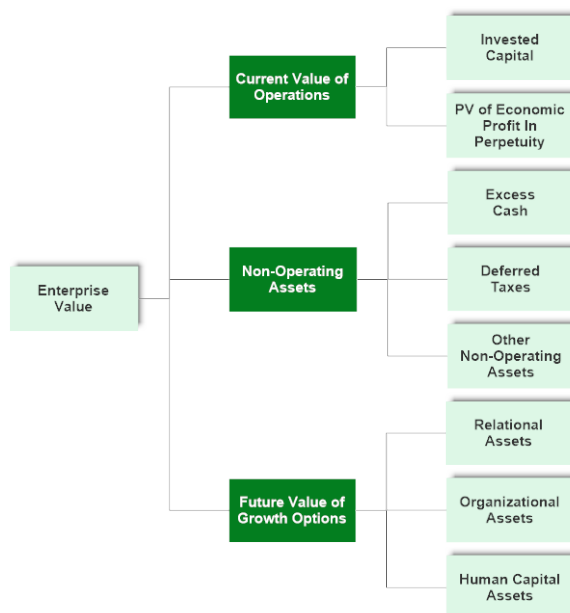 Enterprise
Value
Current Value of
Operations
Invested
Capital
PV of Economic
Profit In
Perpetuity
Non-Operating
Assets
Excess
Cash
Deferred
Taxes
Other
Non-Operating
Assets
Future Value of
Growth Options
Relational
Assets
Organizational
Assets
Human Capital
Assets